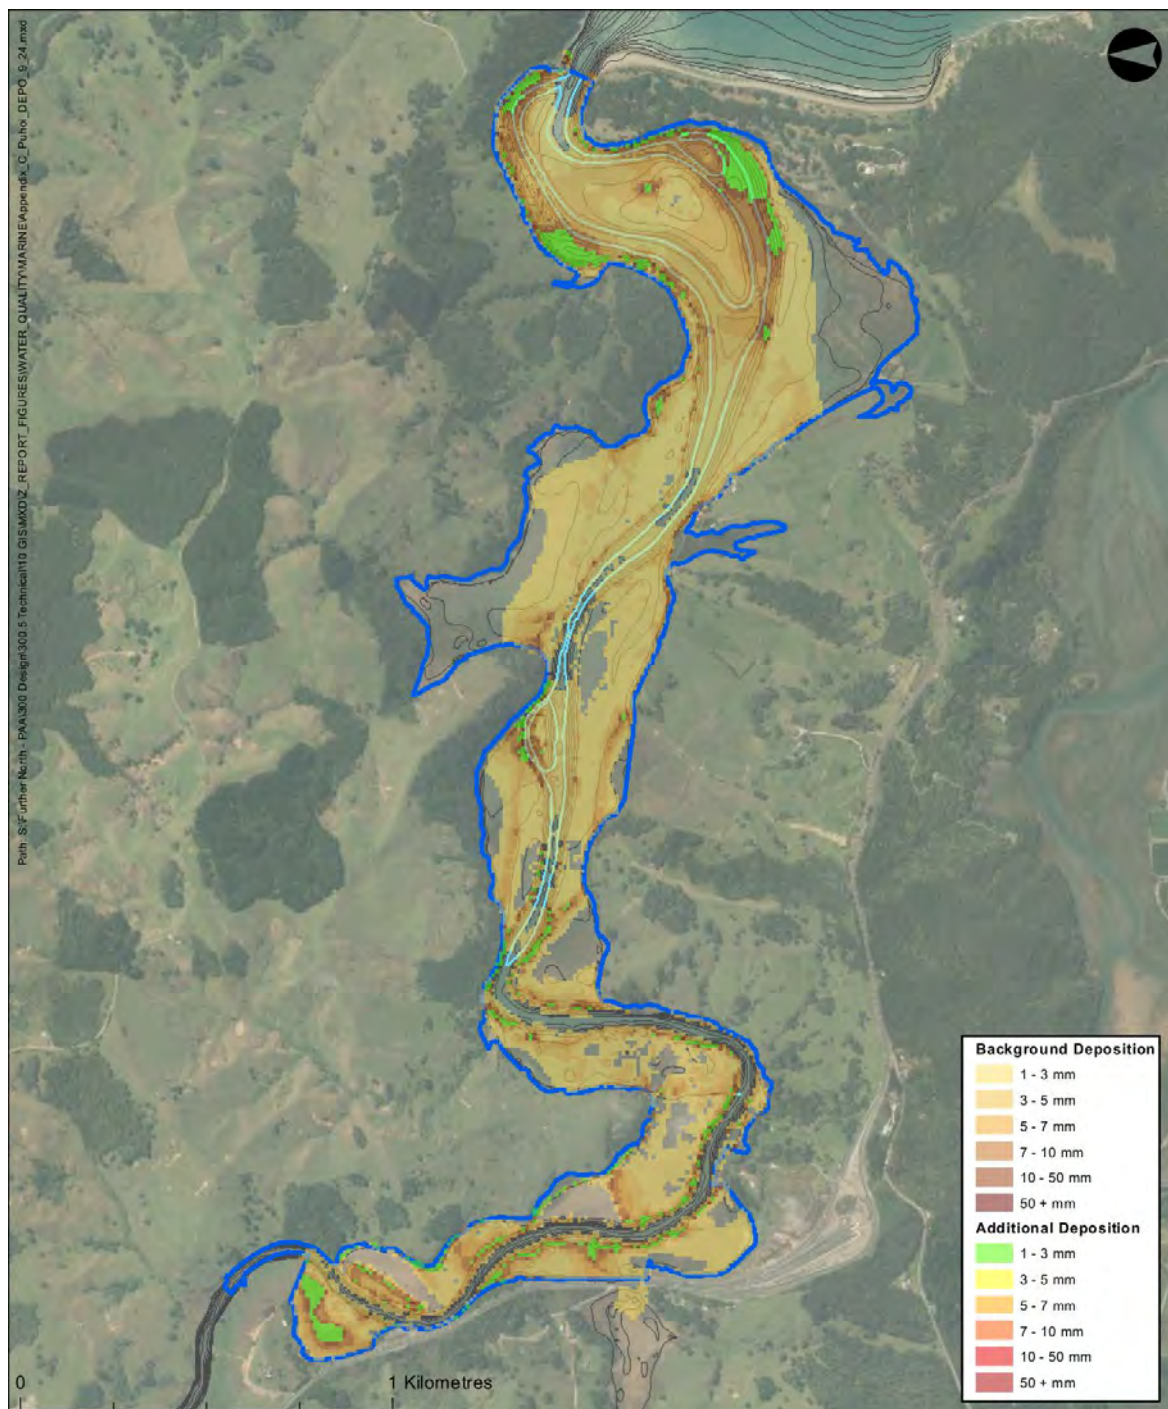 Path: S:\Further North - PAA\300 Design\300.5 Technical\10 GIS\MXD\Z_REPORT_FIGURES\WATER_QUALITY\MARINE\Appendix_C_Puhoi_DEPO_9_24.mxd
Background Deposition
1 - 3 mm
3 - 5 mm
5 - 7 mm
7 - 10 mm
10 - 50 mm
50 + mm
Additional Deposition
1 - 3 mm
3 - 5 mm
5 - 7 mm
7 - 10 mm
10 - 50 mm
50 + mm
0
1 Kilometres